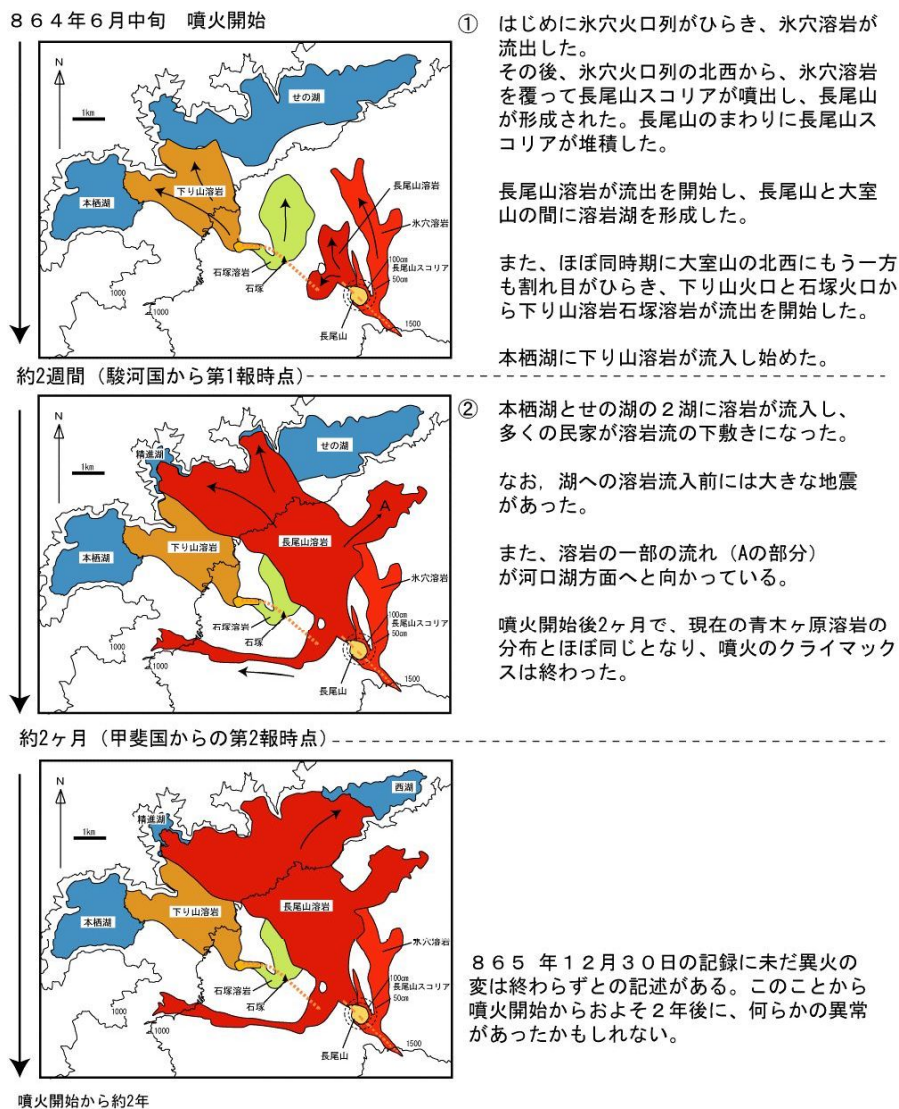 ８６４年６月中旬　噴火開始
N
1km
せの湖
本栖湖
下り山溶岩
長尾山溶岩
氷穴溶岩
100cm
長尾山スコリア
50cm
石塚溶岩
石塚
長尾山
1000
1000
1500
① はじめに氷穴火口列がひらき、氷穴溶岩が
流出した。
その後、氷穴火口列の北西から、氷穴溶岩
を覆って長尾山スコリアが噴出し、長尾山
が形成された。長尾山のまわりに長尾山ス
コリアが堆積した。
長尾山溶岩が流出を開始し、長尾山と大室
山の間に溶岩湖を形成した。
また、ほぼ同時期に大室山の北西にもう一方
も割れ目がひらき、下り山火口と石塚火口か
ら下り山溶岩石塚溶岩が流出を開始した。
本栖湖に下り山溶岩が流入し始めた。
約2週間（駿河国から第1報時点）
N
1km
精進湖
せの湖
A
本栖湖
下り山溶岩
長尾山溶岩
氷穴溶岩
100cm
長尾山スコリア
50cm
石塚溶岩
石塚
長尾山
1000
1000
1500
② 本栖湖とせの湖の２湖に溶岩が流入し、
多くの民家が溶岩流の下敷きになった。
なお，湖への溶岩流入前には大きな地震
があった。
また、溶岩の一部の流れ（Aの部分）
が河口湖方面へと向かっている。
噴火開始後2ヶ月で、現在の青木ヶ原溶岩の
分布とほぼ同じとなり、噴火のクライマック
スは終わった。
約2ヶ月（甲斐国からの第2報時点）
N
1km
精進湖
西湖
本栖湖
下り山溶岩
長尾山溶岩
氷穴溶岩
100cm
長尾山スコリア
50cm
石塚溶岩
石塚
長尾山
1000
1000
1500
８６５ 年１２月３０日の記録に未だ異火の
変は終わらずとの記述がある。このことから
噴火開始からおよそ２年後に、何らかの異常
があったかもしれない。
噴火開始から約2年